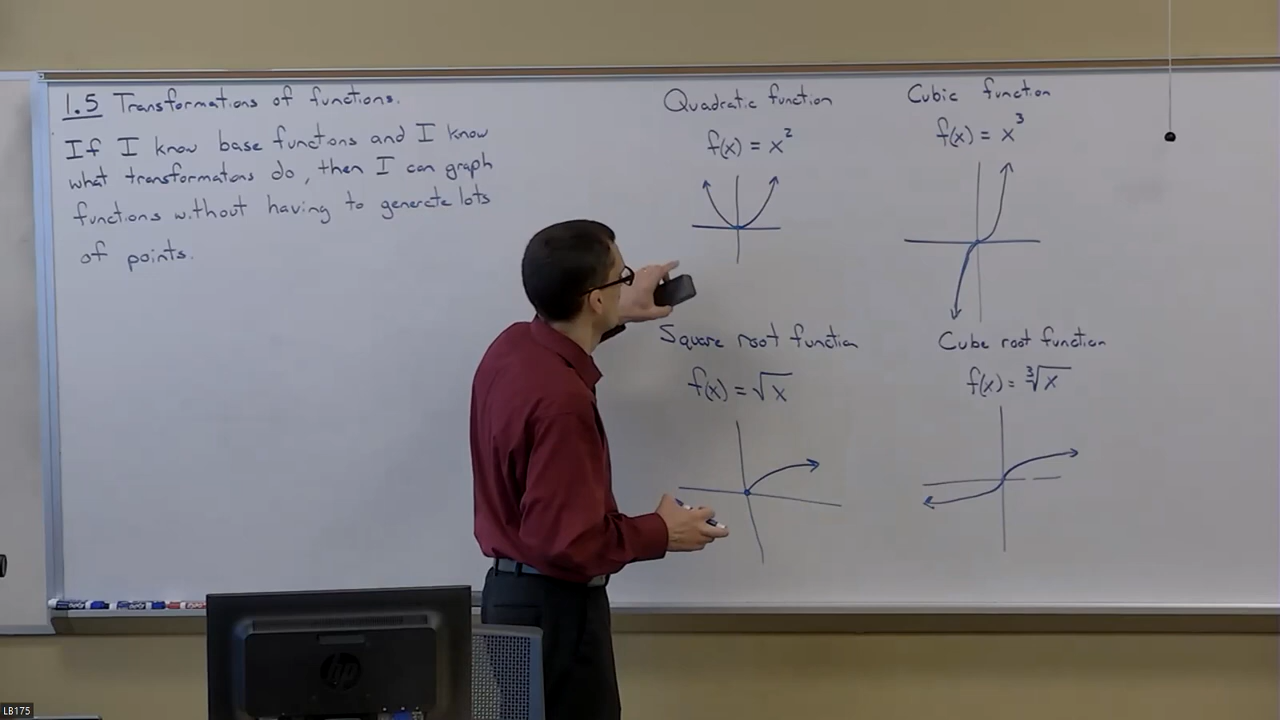 1.5 Transformations of functions.
If I know base functions and I know
what transformations do, then I can graph
functions without having to generate lots
of points.
Quadratic function
f(x) = x²
Cubic function
f(x) = x³
Square root function
f(x) = √x
Cube root function
f(x) = ∛x
hp
LB175